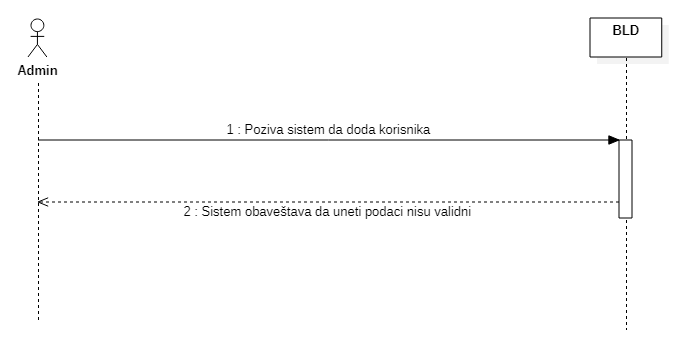 BLD
Admin
1 : Poziva sistem da doda korisnika
2 : Sistem obaveštava da uneti podaci nisu validni